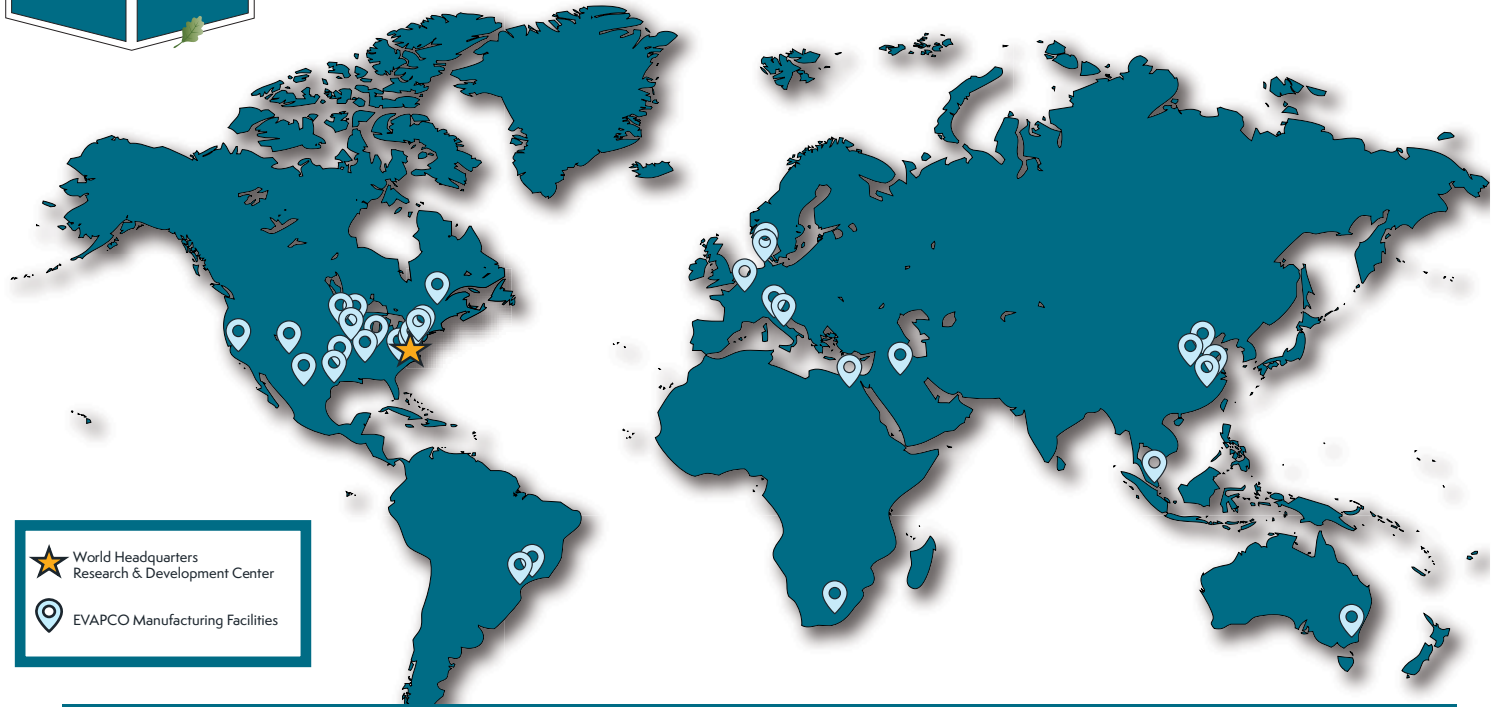 World Headquarters
Research & Development Center
EVAPCO Manufacturing Facilities